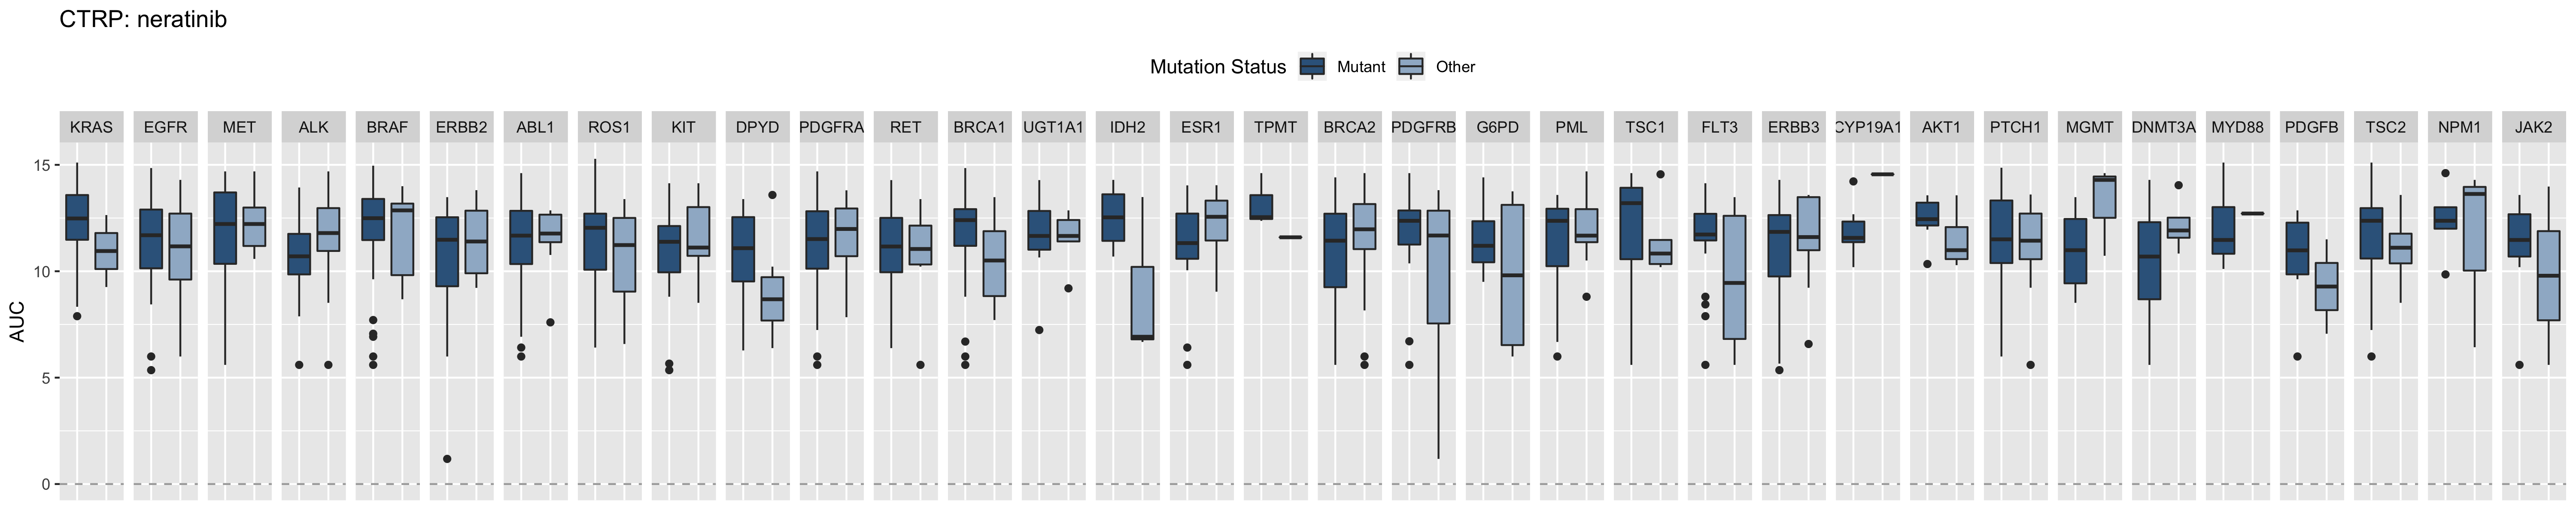 CTRP: neratinib
Mutation Status Mutant Other
KRAS EGFR MET ALK BRAF ERBB2 ABL1 ROS1 KIT DPYD PDGFRA RET BRCA1 UGT1A1 IDH2 ESR1 TPMT BRCA2 PDGFRB G6PD PML TSC1 FLT3 ERBB3 CYP19A1 AKT1 PTCH1 MGMT DNMT3A MYD88 PDGFB TSC2 NPM1 JAK2
15
10
AUC
5
0